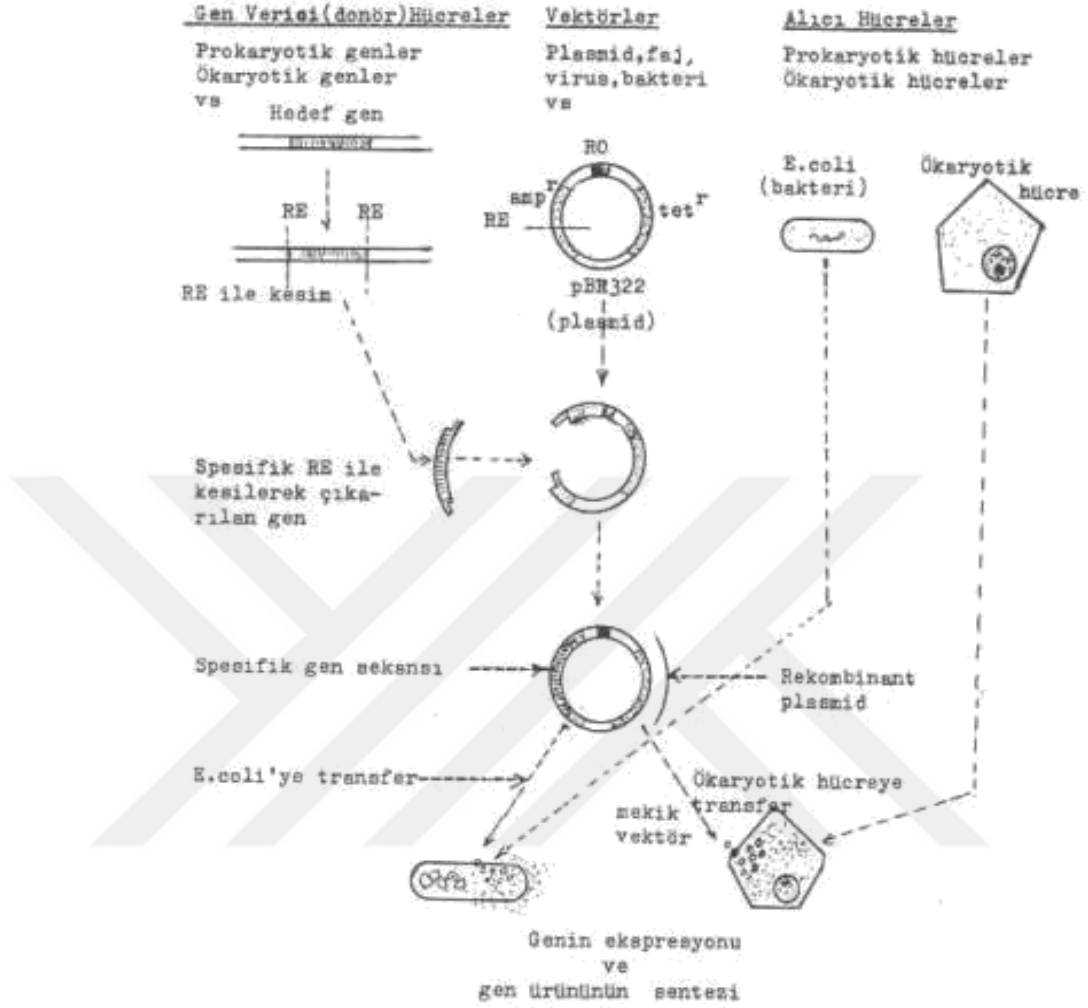 Gen Verisi(donör)Hücreler
Prokaryotik genler
Ökaryotik genler
vs
Hedef gen
RE RE
RE ile kesim
Vektörler
Plasmid,faj,
virus,bakteri
vs
RO
amp r
tet r
RE
pBR322
(plasmid)
Alıcı Hücreler
Prokaryotik hücreler
Ökaryotik hücreler
E.coli
(bakteri)
Ökaryotik
hücre
Spesifik RE ile
kesilerek çıka-
rılan gen
Spesifik gen sekansı
Rekombinant
plasmid
E.coli'ye transfer
Ökaryotik hücreye
transfer
mekik
vektör
Genin ekspresyonu
ve
gen ürününün sentezi